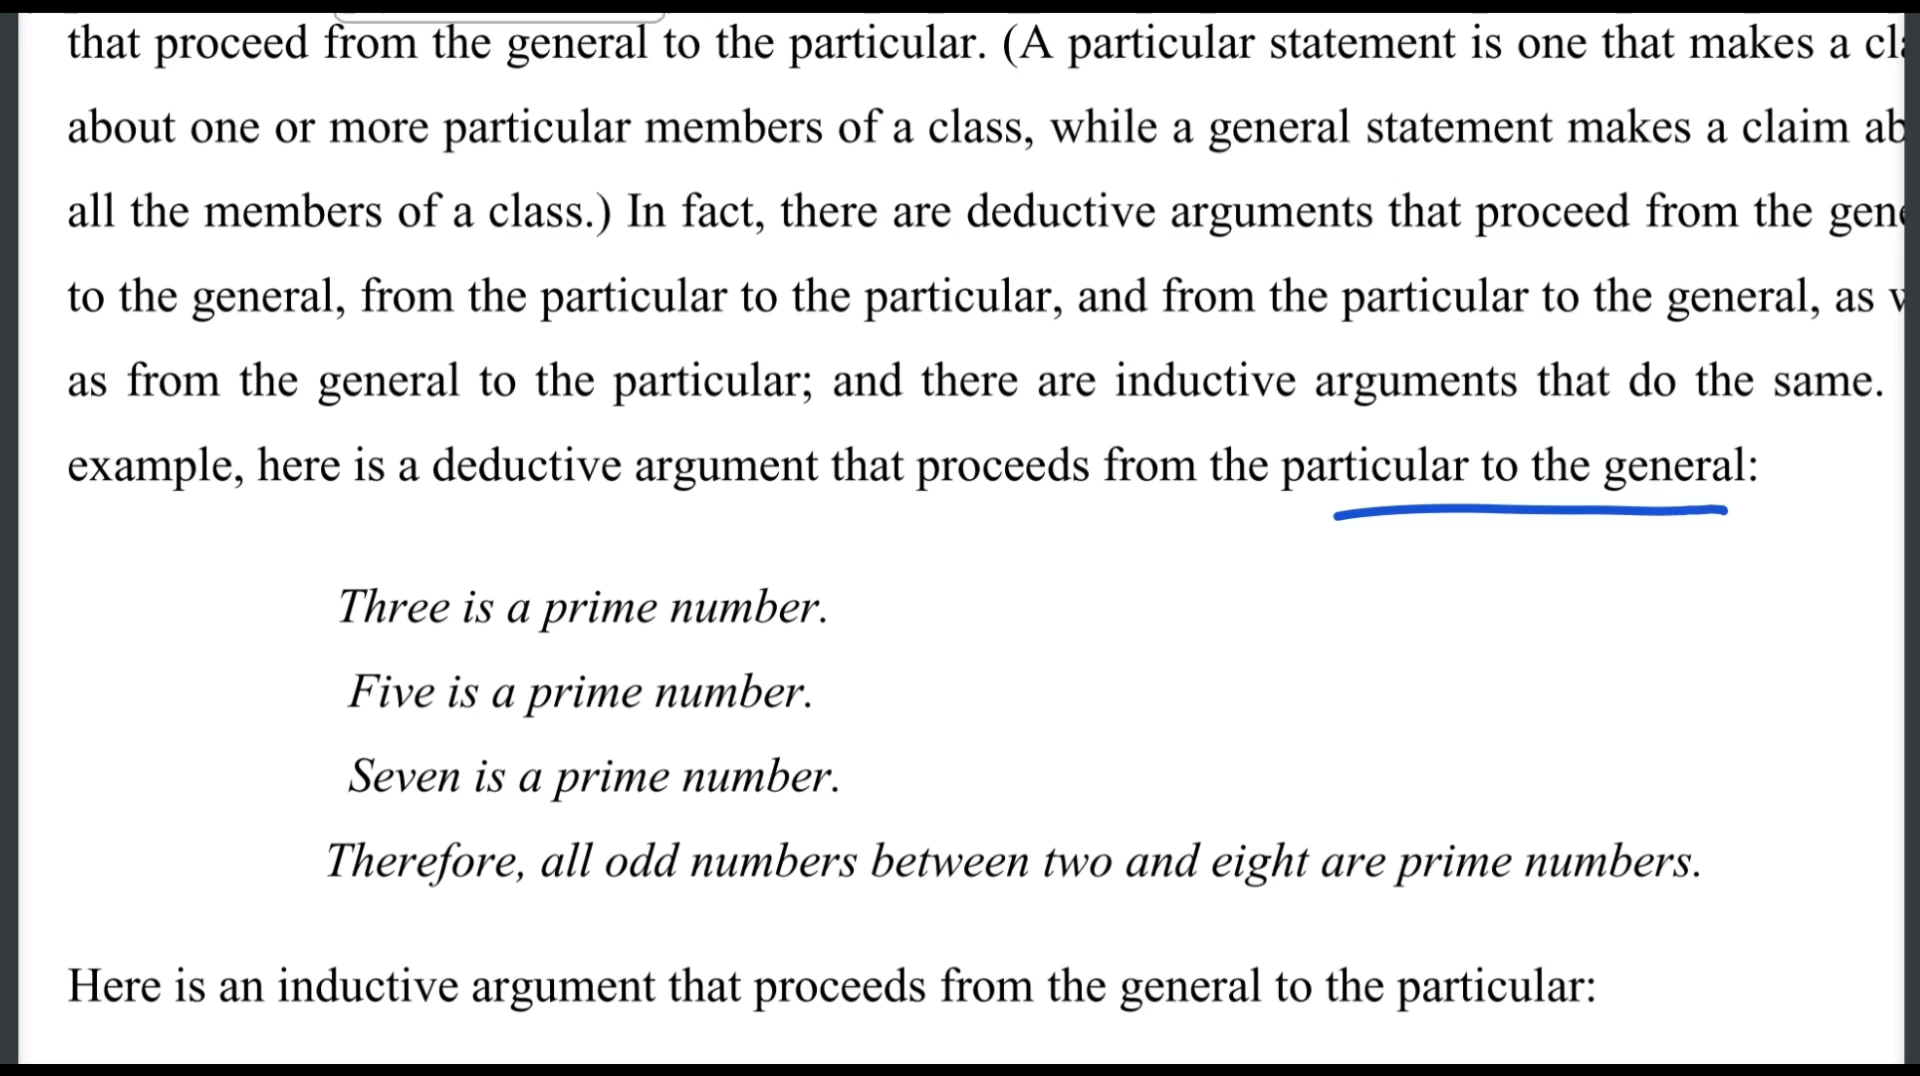 that proceed from the general to the particular. (A particular statement is one that makes a
about one or more particular members of a class, while a general statement makes a claim
all the members of a class.) In fact, there are deductive arguments that proceed from the
to the general, from the particular to the particular, and from the particular to the general, as
as from the general to the particular; and there are inductive arguments that do the same.
example, here is a deductive argument that proceeds from the particular to the general:
Three is a prime number.
Five is a prime number.
Seven is a prime number.
Therefore, all odd numbers between two and eight are prime numbers.
Here is an inductive argument that proceeds from the general to the particular: